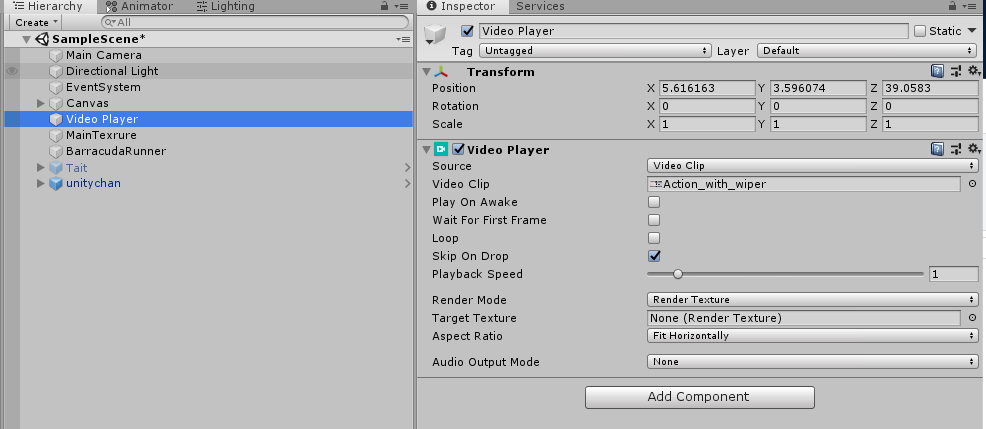 Hierarchy Animator Lighting
Create All
SampleScene*
Main Camera
Directional Light
EventSystem
Canvas
Video Player
MainTexrure
BarracudaRunner
Tait
unitychan
Inspector Services
Video Player Static
Tag Untagged Layer Default
Transform
Position X 5.616163 Y 3.596074 Z 39.0583
Rotation X 0 Y 0 Z 0
Scale X 1 Y 1 Z 1
Video Player
Source Video Clip
Video Clip Action_with_wiper
Play On Awake
Wait For First Frame
Loop
Skip On Drop
Playback Speed 1
Render Mode Render Texture
Target Texture None (Render Texture)
Aspect Ratio Fit Horizontally
Audio Output Mode None
Add Component